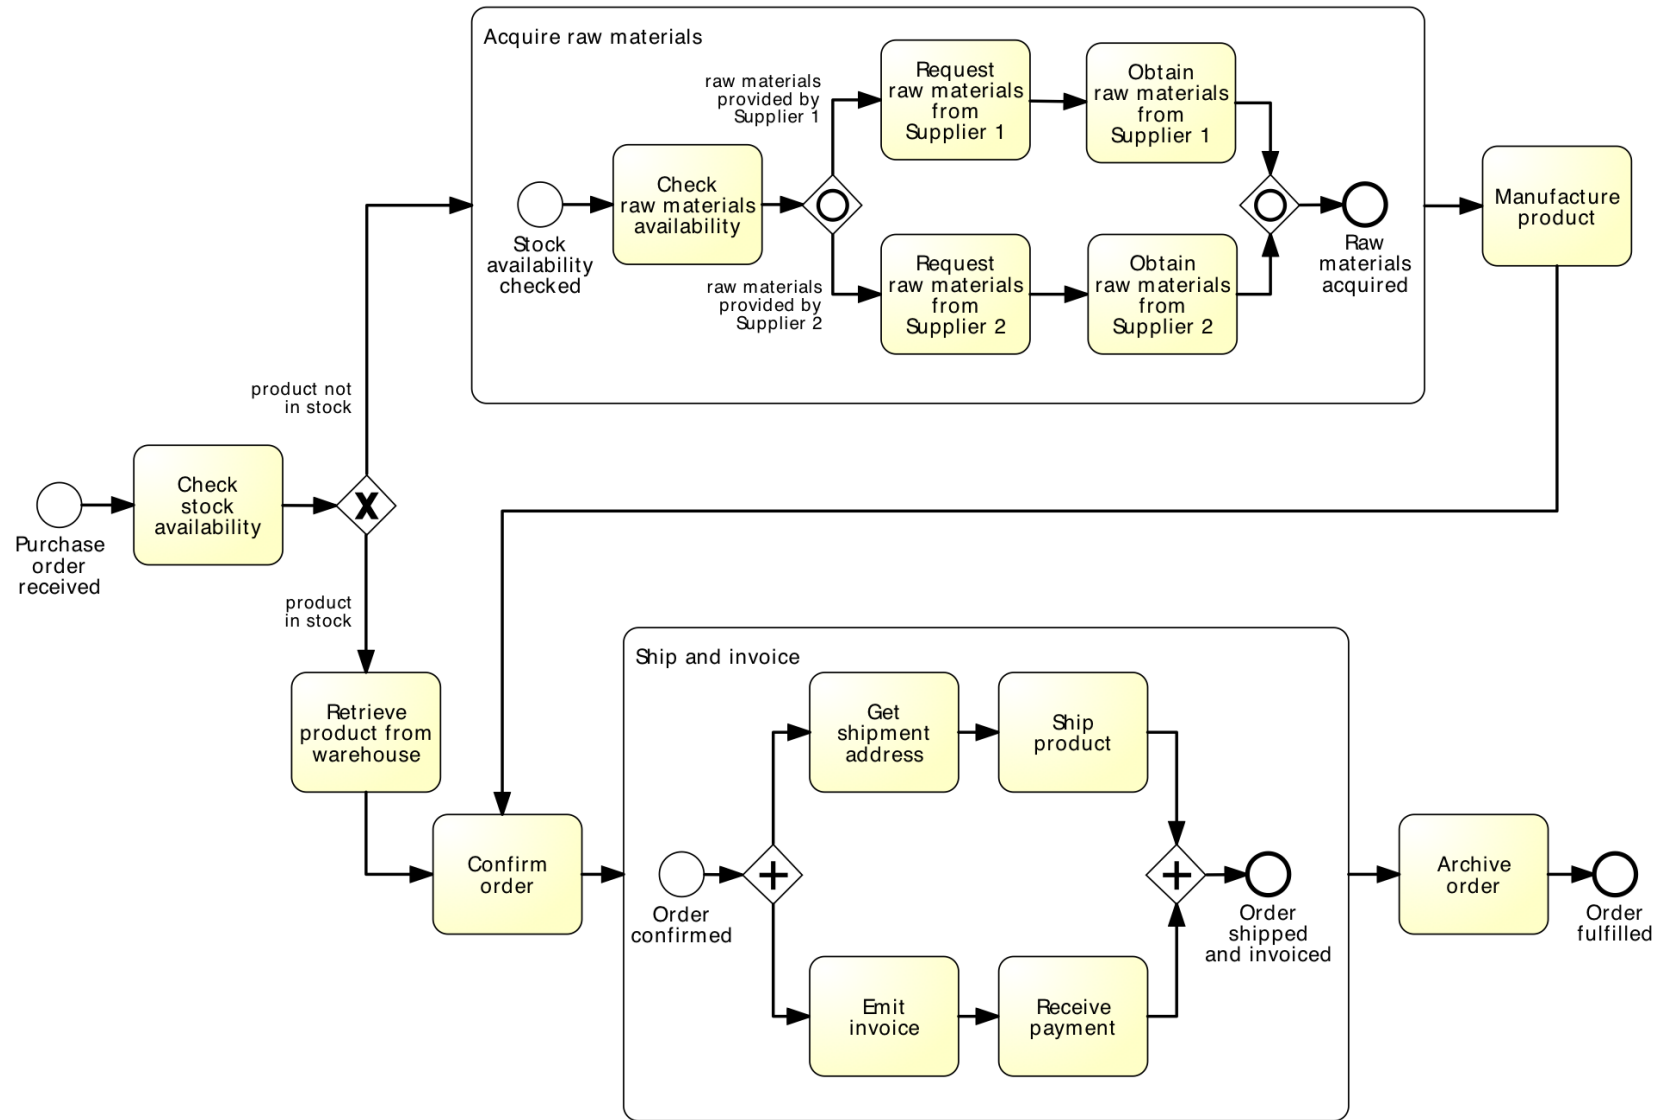 Acquire raw materials
raw materials
provided by
Supplier 1
Request
raw materials
from
Supplier 1
Obtain
raw materials
from
Supplier 1
Stock
availability
checked
Check
raw materials
availability
raw materials
provided by
Supplier 2
Request
raw materials
from
Supplier 2
Obtain
raw materials
from
Supplier 2
Raw
materials
acquired
Manufacture
product
product not
in stock
Purchase
order
received
Check
stock
availability
X
product
in stock
Retrieve
product from
warehouse
Confirm
order
Ship and invoice
Get
shipment
address
Ship
product
Order
confirmed
Emit
invoice
Receive
payment
Order
shipped
and invoiced
Archive
order
Order
fulfilled